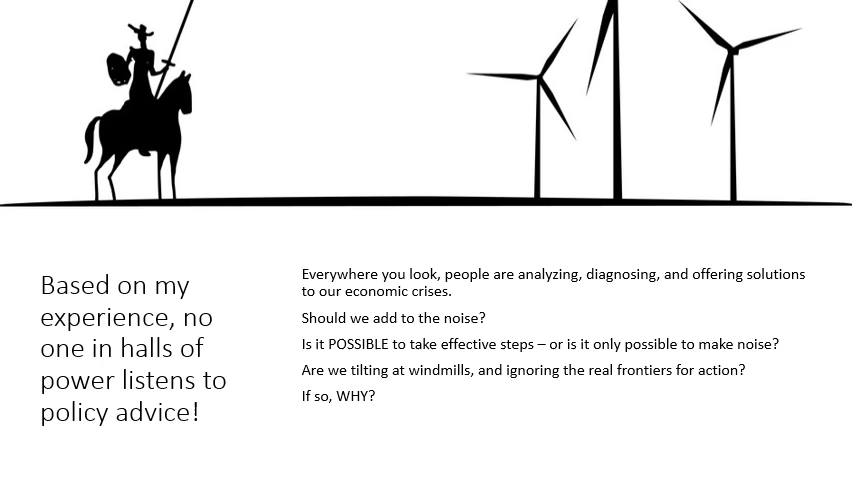 Based on my
experience, no
one in halls of
power listens to
policy advice!
Everywhere you look, people are analyzing, diagnosing, and offering solutions
to our economic crises.
Should we add to the noise?
Is it POSSIBLE to take effective steps – or is it only possible to make noise?
Are we tilting at windmills, and ignoring the real frontiers for action?
If so, WHY?